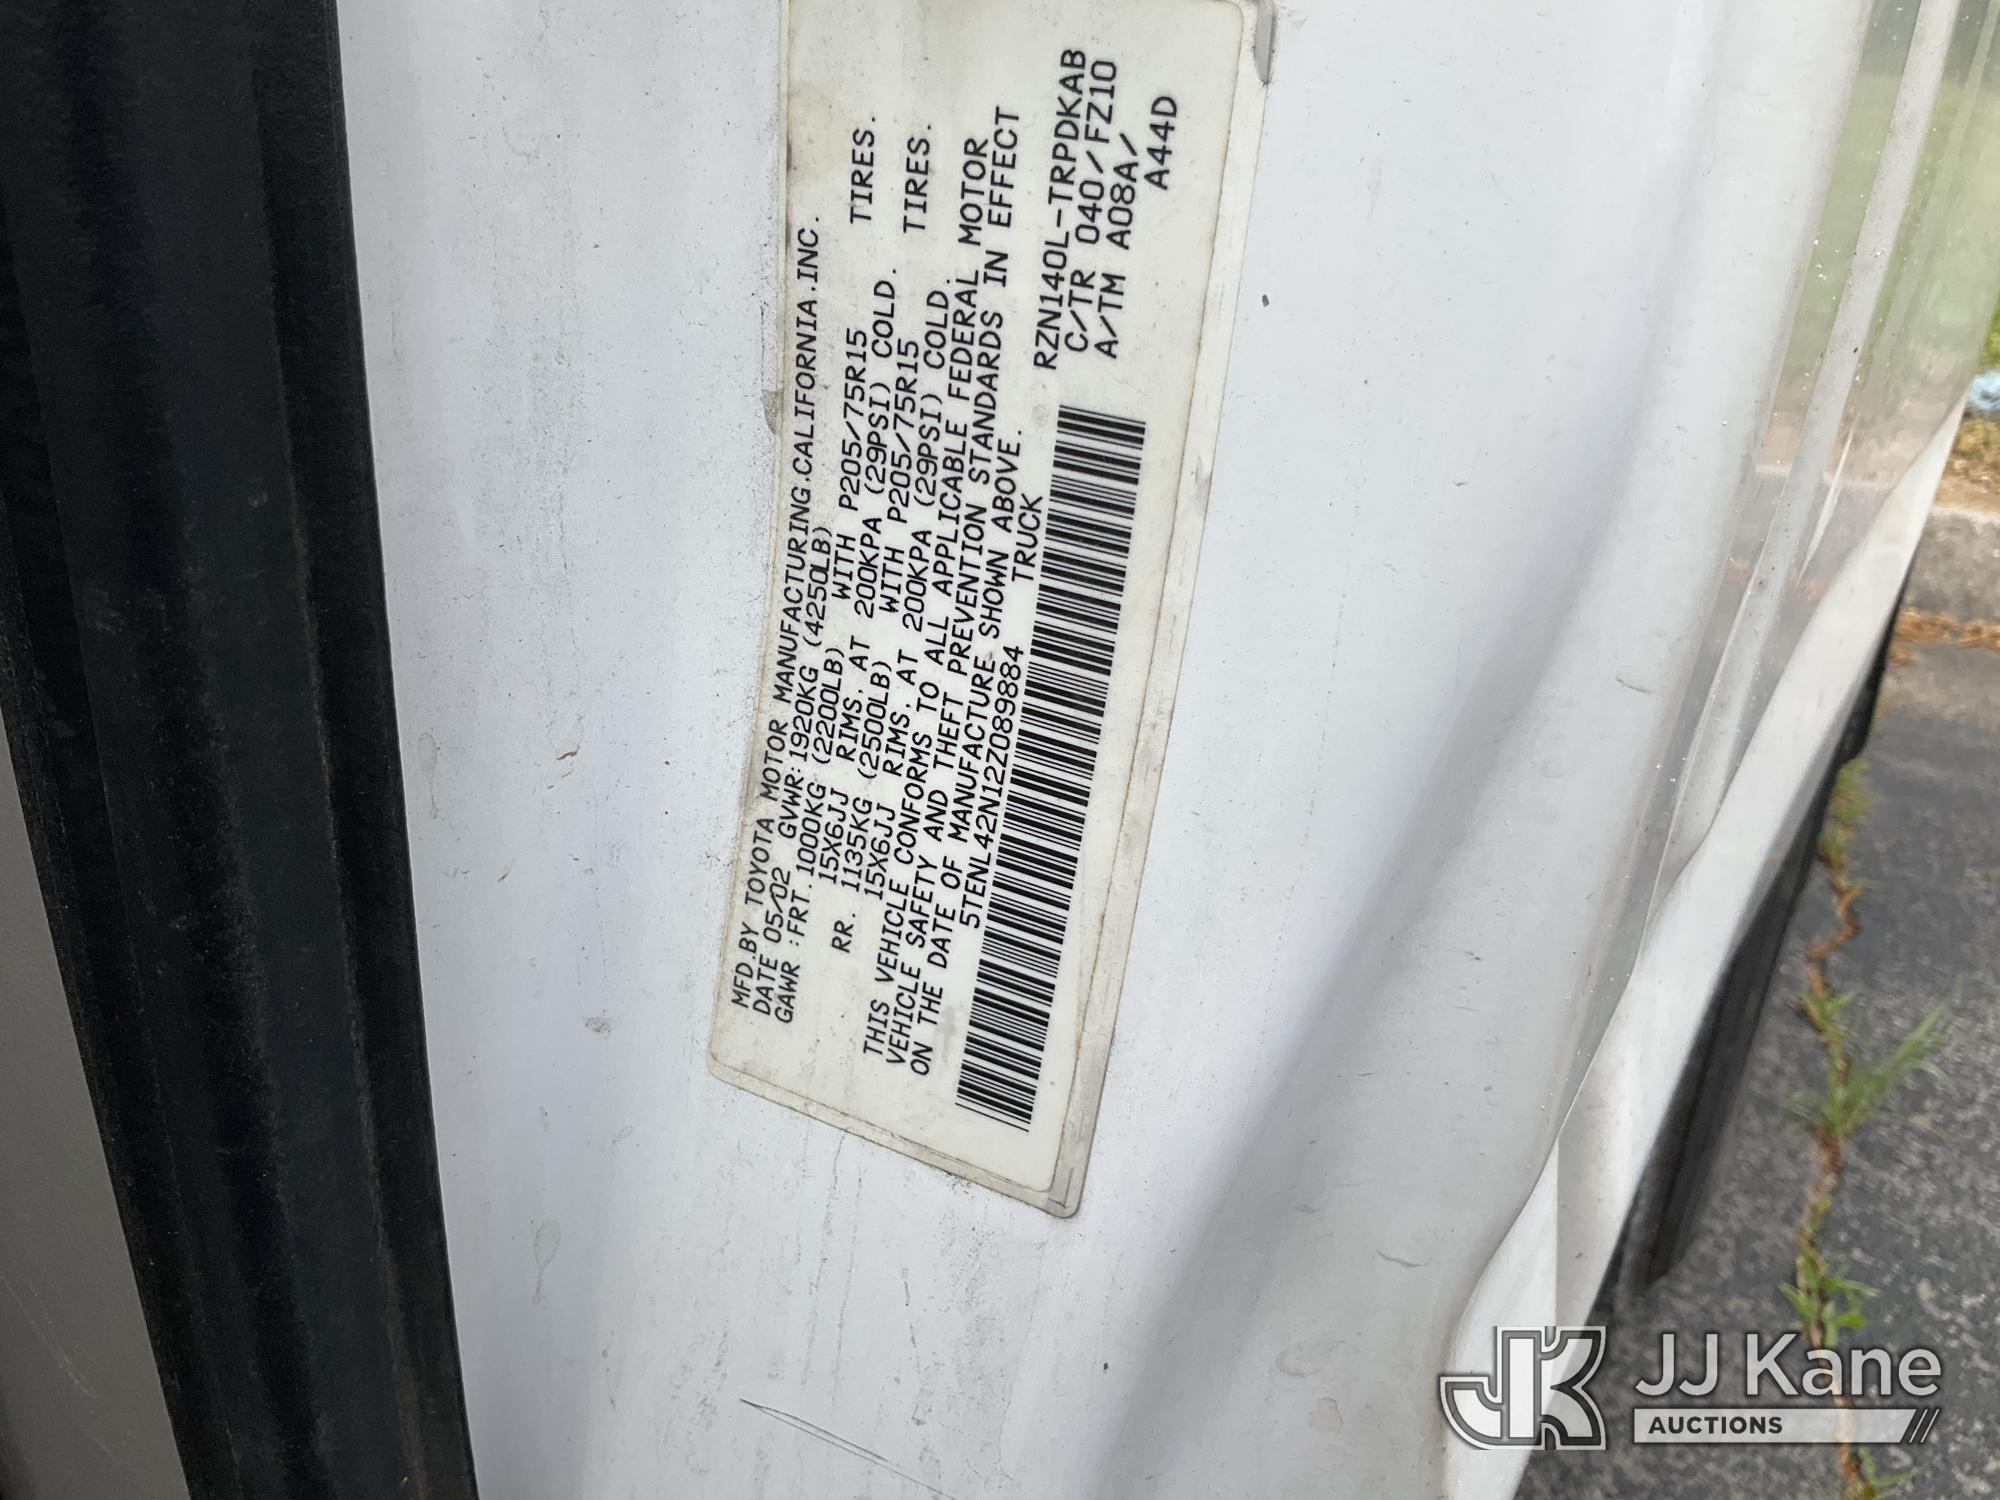 MFD.BY TOYOTA MOTOR MANUFACTURING.CALIFORNIA.INC.
DATE 05/02 GVWR:1920KG (4250LB)
GAWR :FRT.1000KG (2200LB) WITH P205/75R15 TIRES.
15X6JJ RIMS, AT 200KPA (29PSI) COLD.
RR. 1135KG (2500LB) WITH P205/75R15 TIRES.
15X6JJ RIMS, AT 200KPA (29PSI) COLD.
THIS VEHICLE CONFORMS TO ALL APPLICABLE FEDERAL MOTOR
VEHICLE SAFETY AND THEFT PREVENTION STANDARDS IN EFFECT
ON THE DATE OF MANUFACTURE SHOWN ABOVE.
5TENL42N12Z089884 TRUCK
RZN140L-TRPDKAB
C/TR 040/FZ10
A/TM A08A/
A44D
JK JJ Kane
AUCTIONS